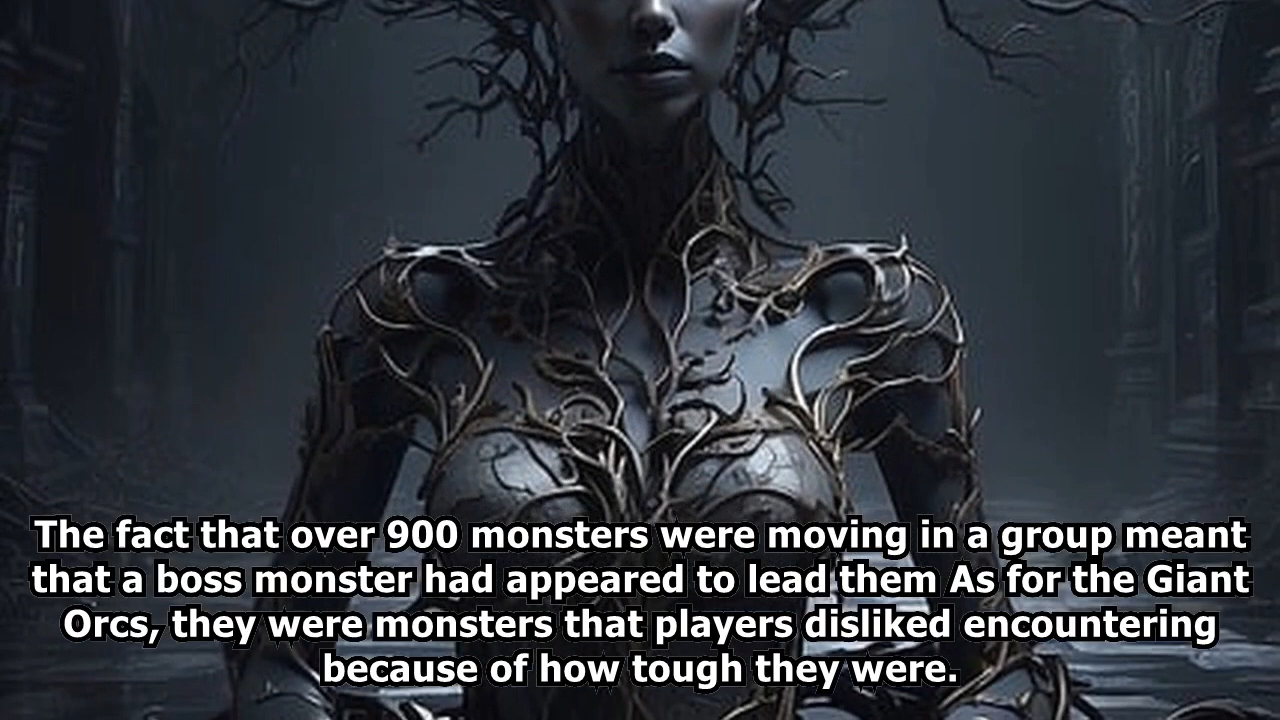 The fact that over 900 monsters were moving in a group meant
that a boss monster had appeared to lead them As for the Giant
Orcs, they were monsters that players disliked encountering
because of how tough they were.